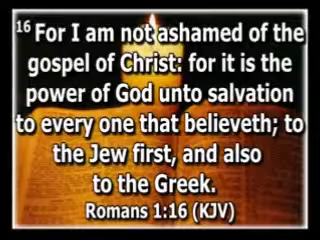 16 For I am not ashamed of the
gospel of Christ: for it is the
power of God unto salvation
to every one that believeth; to
the Jew first, and also
to the Greek.
Romans 1:16 (KJV)